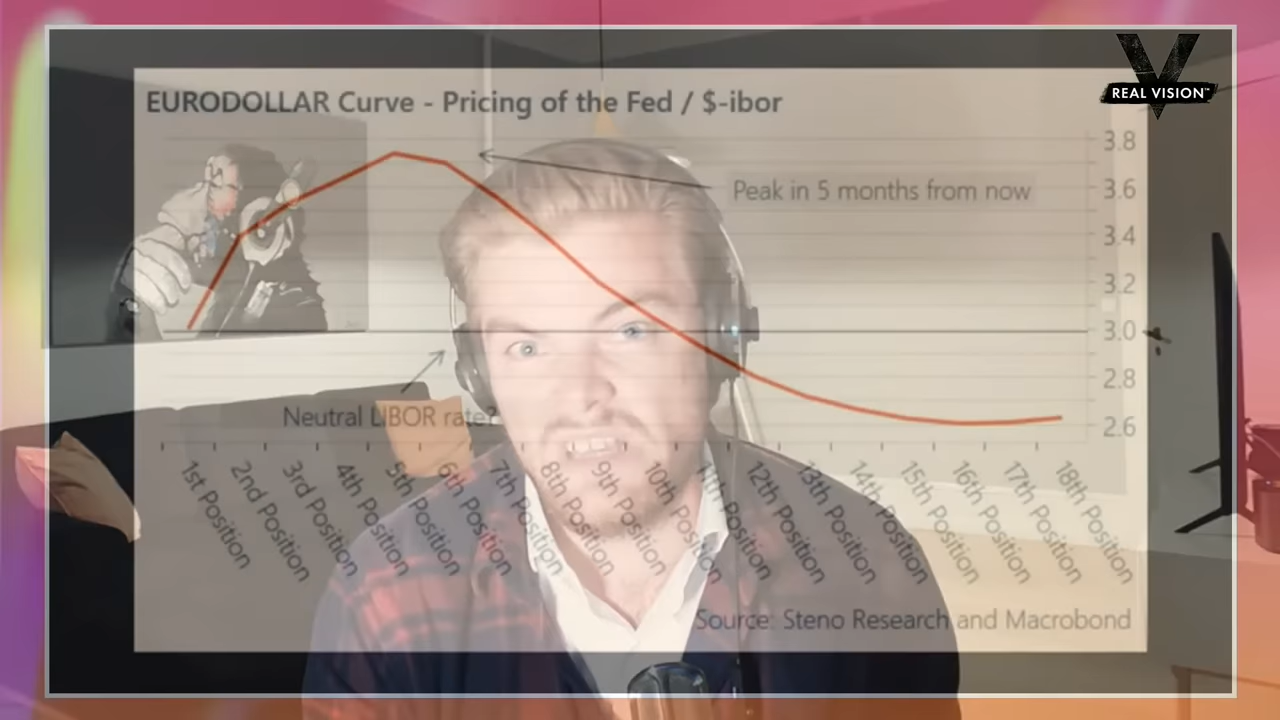 REAL VISION™
EURODOLLAR Curve - Pricing of the Fed / $-ibor
3.8
Peak in 5 months from now
3.6
3.4
3.2
3.0
2.8
Neutral LIBOR rate?
2.6
1st Position
2nd Position
3rd Position
4th Position
5th Position
6th Position
7th Position
8th Position
9th Position
10th Position
11th Position
12th Position
13th Position
14th Position
15th Position
16th Position
17th Position
18th Position
Source: Steno Research and Macrobond